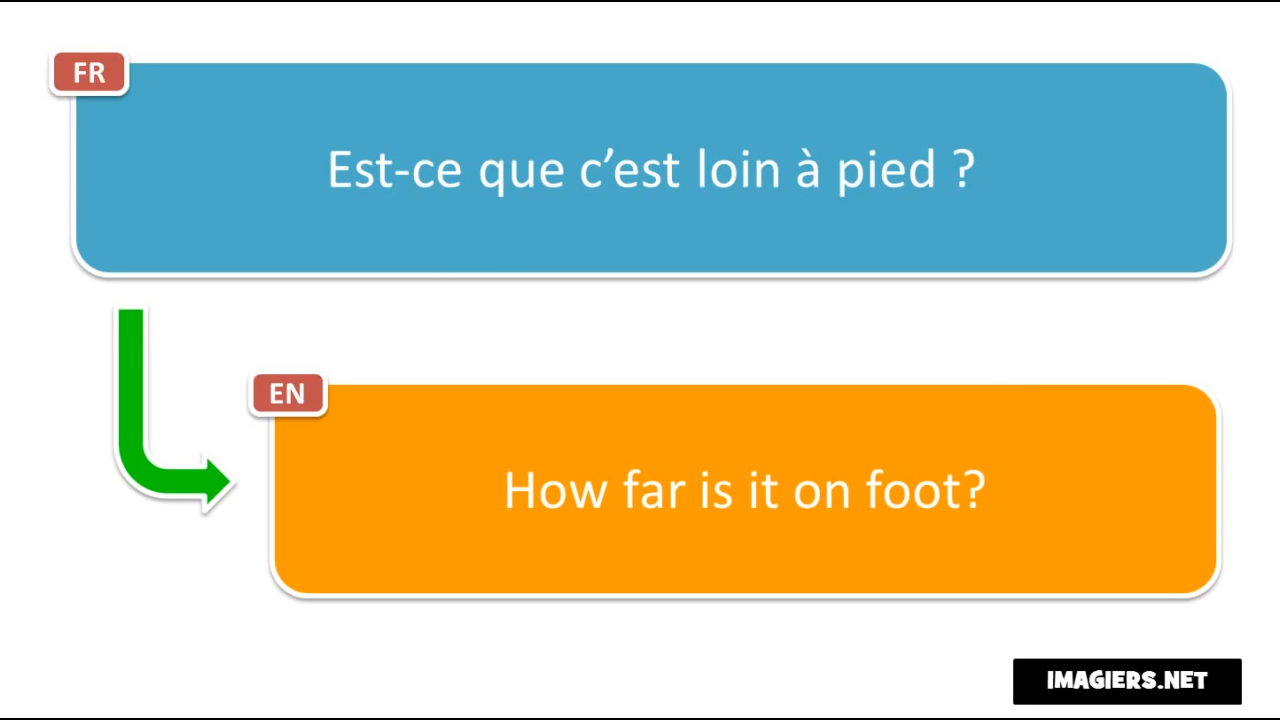 FR
Est-ce que c’est loin à pied ?
EN
How far is it on foot?
IMAGIERS.NET